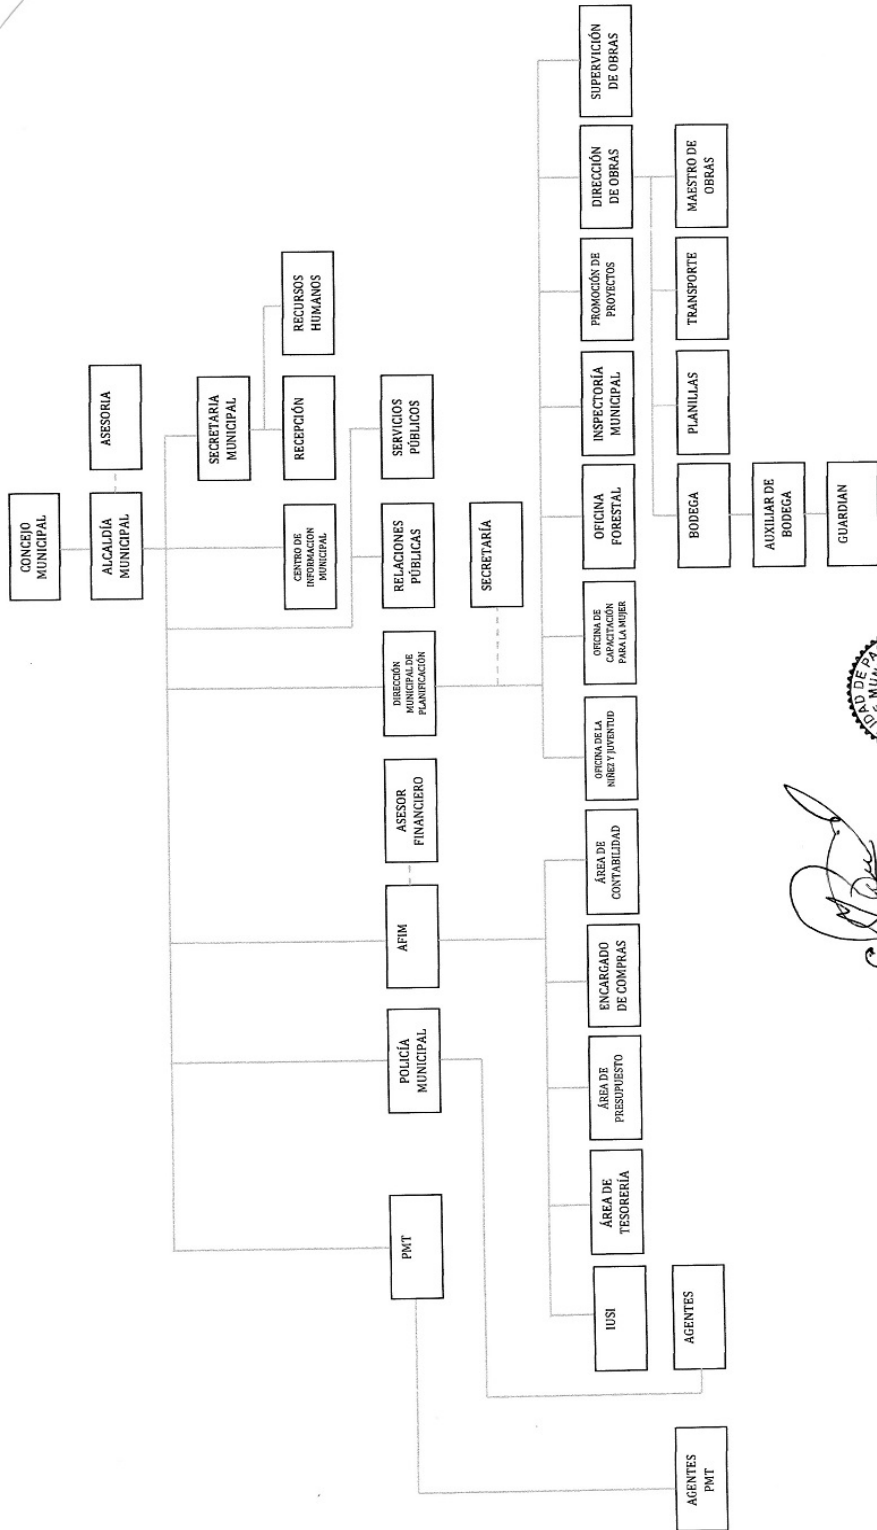 CONCEJO
MUNICIPAL
ALCALDÍA
MUNICIPAL
ASESORIA
SECRETARIA
MUNICIPAL
CENTRO DE
INFORMACION
MUNICIPAL
RECEPCIÓN
RECURSOS
HUMANOS
PMT
POLICÍA
MUNICIPAL
AFIM
ASESOR
FINANCIERO
DIRECCIÓN
MUNICIPAL DE
PLANIFICACIÓN
RELACIONES
PÚBLICAS
SERVICIOS
PÚBLICOS
SECRETARÍA
IUSI
ÁREA DE
TESORERÍA
ÁREA DE
PRESUPUESTO
ENCARGADO
DE COMPRAS
ÁREA DE
CONTABILIDAD
OFICINA DE LA
NIÑEZ Y JUVENTUD
OFICINA DE
CAPACITACIÓN
PARA LA MUJER
OFICINA
FORESTAL
INSPECTORÍA
MUNICIPAL
PROMOCIÓN DE
PROYECTOS
DIRECCIÓN
DE OBRAS
SUPERVICIÓN
DE OBRAS
AGENTES
PMT
AGENTES
BODEGA
PLANILLAS
TRANSPORTE
MAESTRO DE
OBRAS
AUXILIAR DE
BODEGA
GUARDIAN